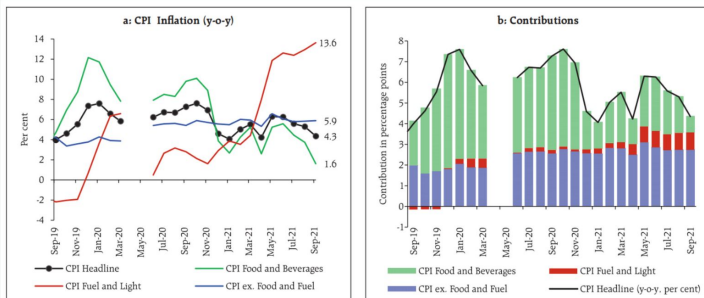 a: CPI Inflation (y-o-y)
Per cent
14
12
10
8
6
4
2
0
-2
-4
13.6
5.9
4.3
1.6
Sep-19
Nov-19
Jan-20
Mar-20
May-20
Jul-20
Sep-20
Nov-20
Jan-21
Mar-21
May-21
Jul-21
Sep-21
CPI Headline
CPI Food and Beverages
CPI Fuel and Light
CPI ex. Food and Fuel
b: Contributions
Contribution in percentage points
8
7
6
5
4
3
2
1
0
-1
Sep-19
Nov-19
Jan-20
Mar-20
May-20
Jul-20
Sep-20
Nov-20
Jan-21
Mar-21
May-21
Jul-21
Sep-21
CPI Food and Beverages
CPI Fuel and Light
CPI ex. Food and Fuel
CPI Headline (y-o-y. per cent)